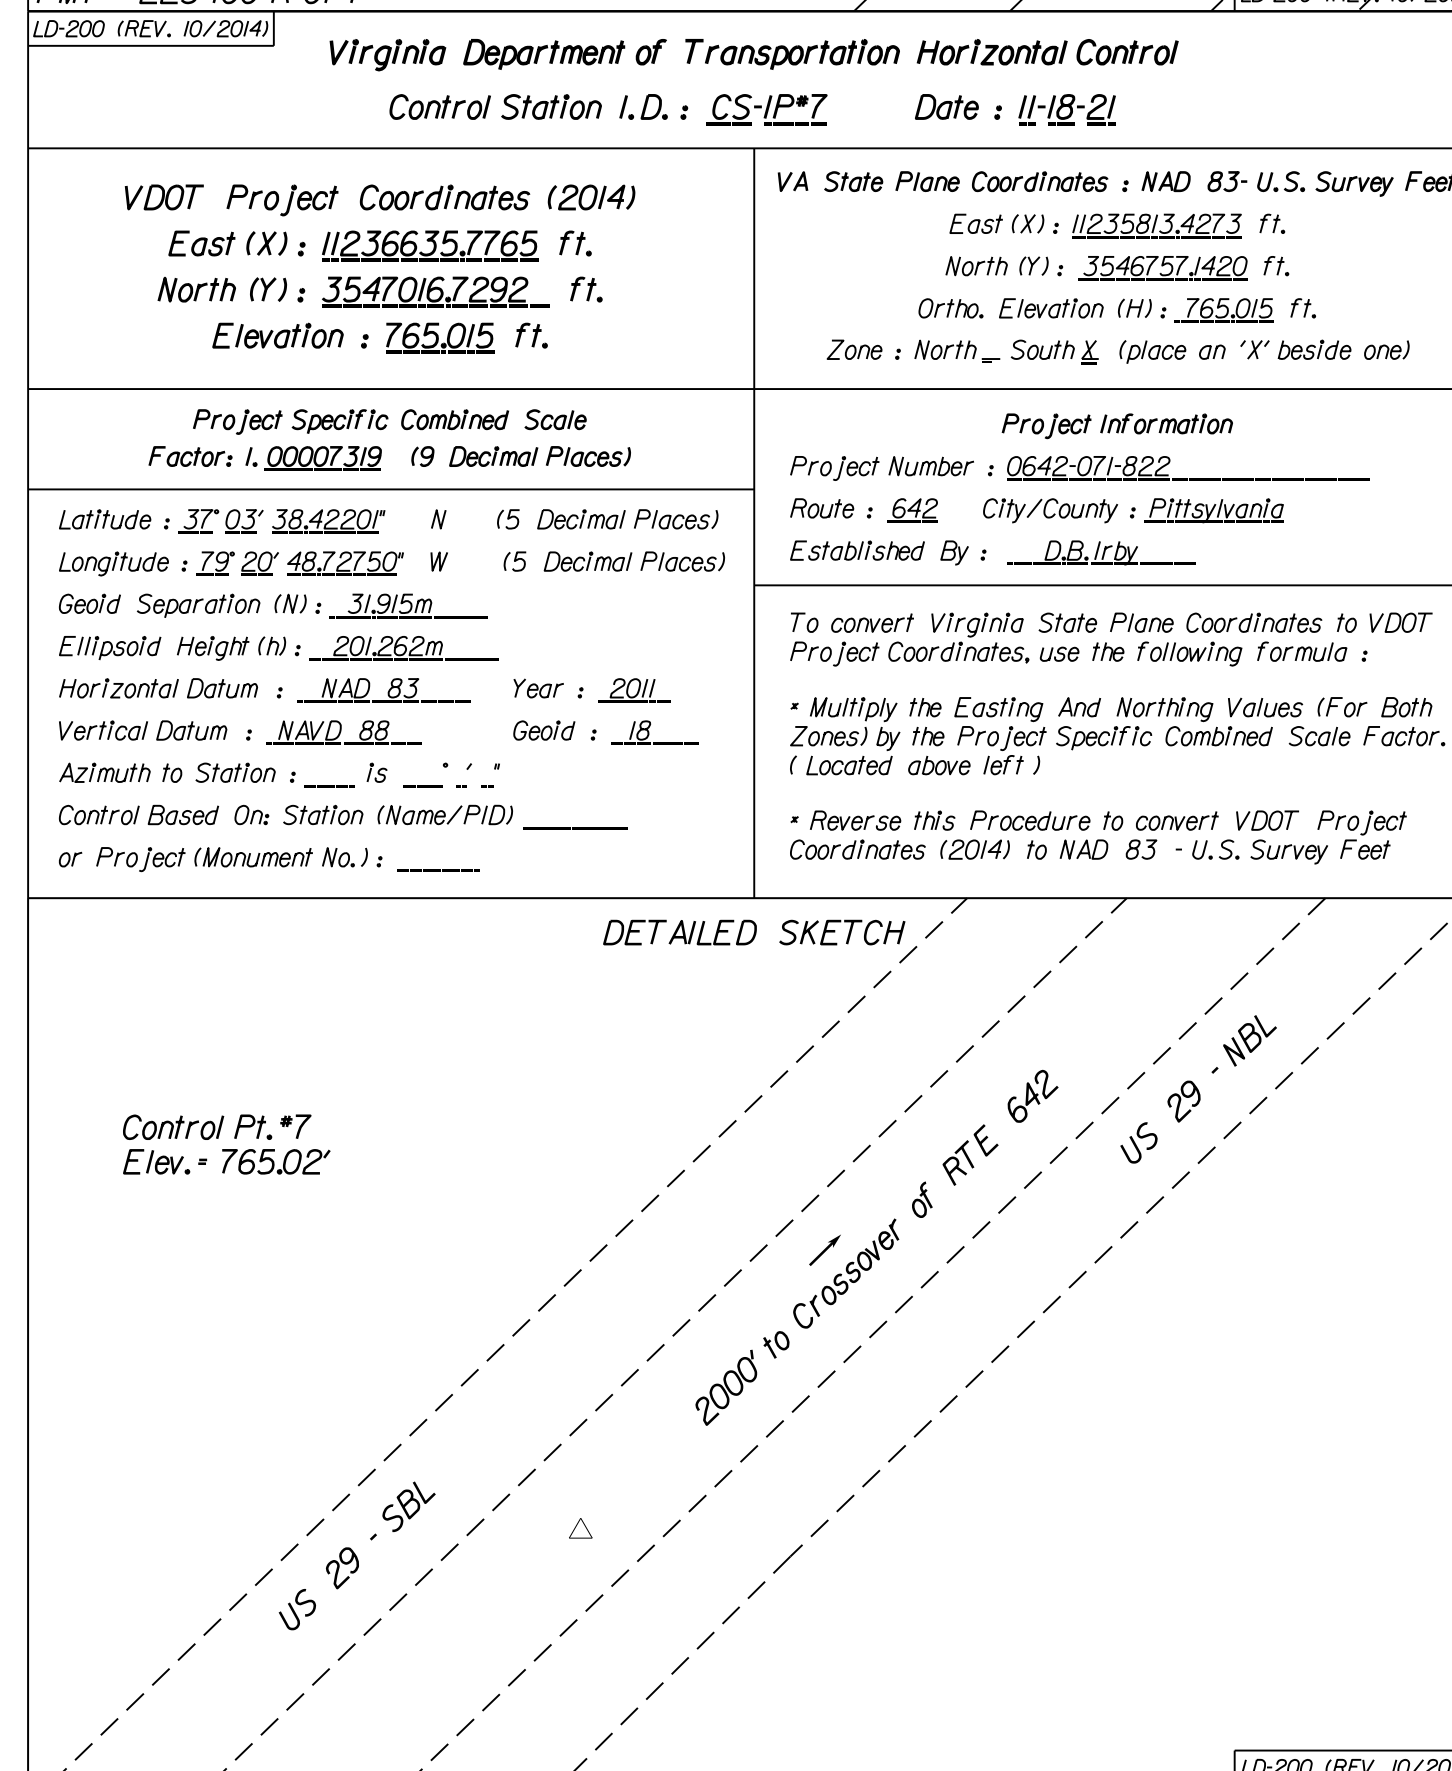 LD-200 (REV. 10/2014)
Virginia Department of Transportation Horizontal Control
Control Station I.D. : CS-IP#7 Date : 11-18-21
VDOT Project Coordinates (2014)
East (X) : 11236635.7765 ft.
North (Y) : 3547016.7292 ft.
Elevation : 765.015 ft.
VA State Plane Coordinates : NAD 83- U.S. Survey Feet
East (X) : 11235813.4273 ft.
North (Y) : 3546757.1420 ft.
Ortho. Elevation (H) : 765.015 ft.
Zone : North _ South X (place an 'X' beside one)
Project Specific Combined Scale
Factor: 1. 00007319 (9 Decimal Places)
Latitude : 37° 03' 38.42201" N (5 Decimal Places)
Longitude : 79° 20' 48.72750" W (5 Decimal Places)
Geoid Separation (N) : 31.915m
Ellipsoid Height (h) : 201.262m
Horizontal Datum : NAD 83 Year : 2011
Vertical Datum : NAVD 88 Geoid : 18
Azimuth to Station : ____ is ___° _' _"
Control Based On: Station (Name/PID) ______
or Project (Monument No.) : ______
Project Information
Project Number : 0642-071-822
Route : 642 City/County : Pittsylvania
Established By : D.B.Irby
To convert Virginia State Plane Coordinates to VDOT
Project Coordinates, use the following formula :
* Multiply the Easting And Northing Values (For Both
Zones) by the Project Specific Combined Scale Factor.
( Located above left )
* Reverse this Procedure to convert VDOT Project
Coordinates (2014) to NAD 83 - U.S. Survey Feet
DETAILED SKETCH
Control Pt. #7
Elev. = 765.02'
US 29 - NBL
2000' to Crossover of RTE 642
US 29 - SBL